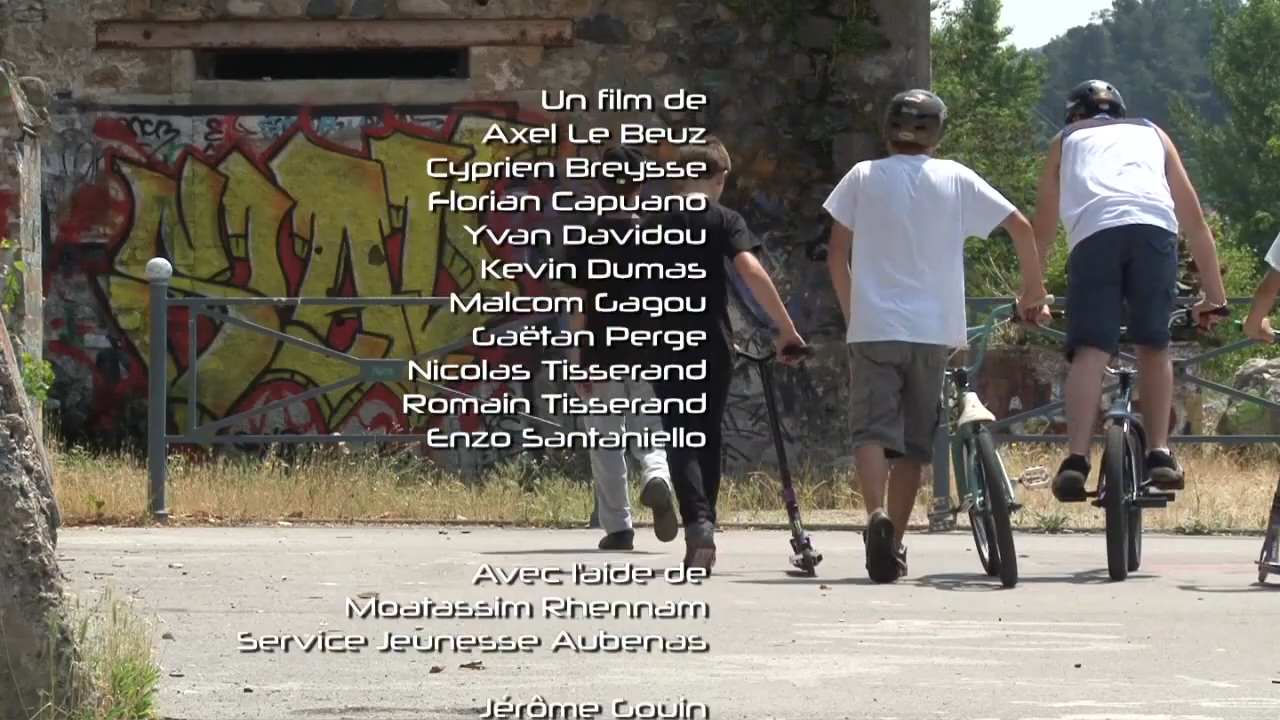 Un film de
Axel Le Beuz
Cyprien Breysse
Florian Capuano
Yvan Davidou
Kevin Dumas
Malcom Gagou
Gaëtan Perge
Nicolas Tisserand
Romain Tisserand
Enzo Santaniello
Avec l'aide de
Moatassim Rhennam
Service Jeunesse Aubenas
Jérôme Gouin